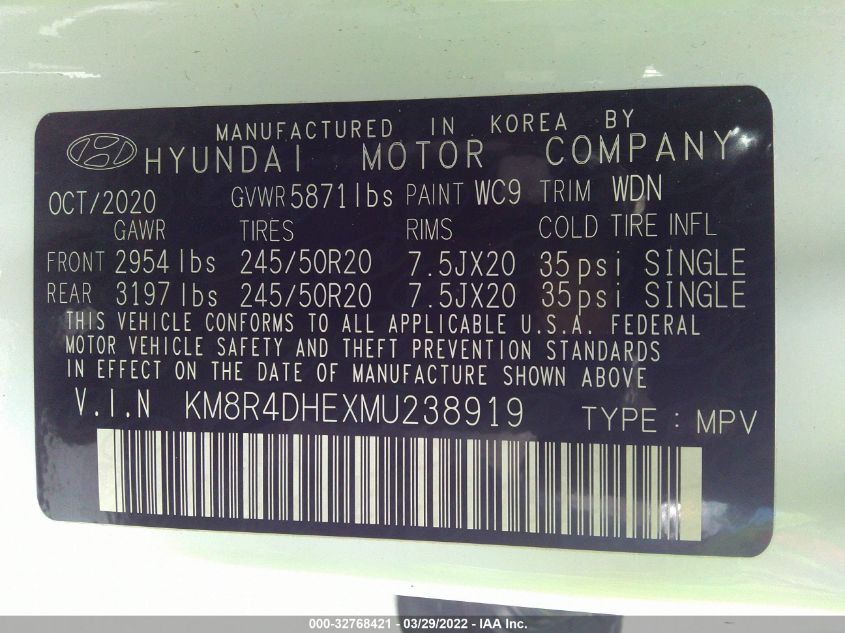 MANUFACTURED IN KOREA BY
HYUNDAI MOTOR COMPANY
OCT/2020 GVWR 5871lbs PAINT WC9 TRIM WDN
GAWR TIRES RIMS COLD TIRE INFL
FRONT 2954lbs 245/50R20 7.5JX20 35psi SINGLE
REAR 3197lbs 245/50R20 7.5JX20 35psi SINGLE
THIS VEHICLE CONFORMS TO ALL APPLICABLE U.S.A. FEDERAL
MOTOR VEHICLE SAFETY AND THEFT PREVENTION STANDARDS
IN EFFECT ON THE DATE OF MANUFACTURE SHOWN ABOVE
V.I.N KM8R4DHEXMU238919 TYPE : MPV
000-32768421 - 03/29/2022 - IAA Inc.